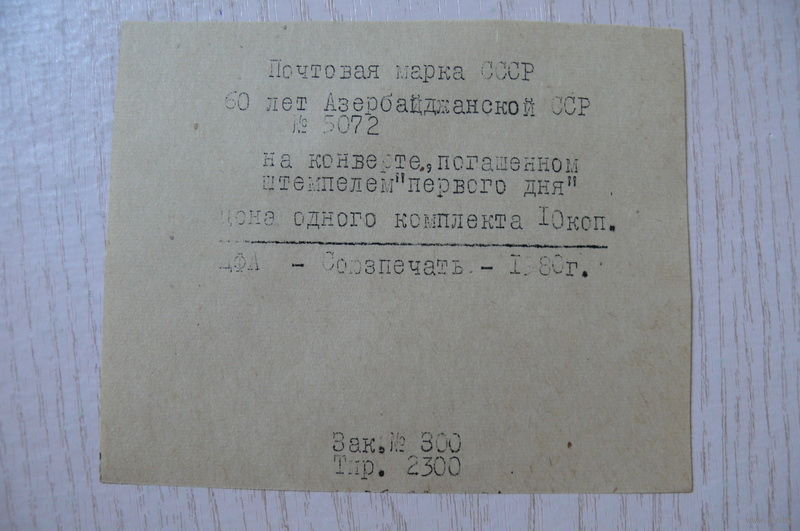 Почтовая марка СССР
60 лет Азербайджанской ССР
№ 5072
на конверте,, погашенном
штемпелем "первого дня"
цена одного комплекта 10коп.
ЦФА - Союзпечать - 1980г.
Зак.№ 300
Тир. 2300